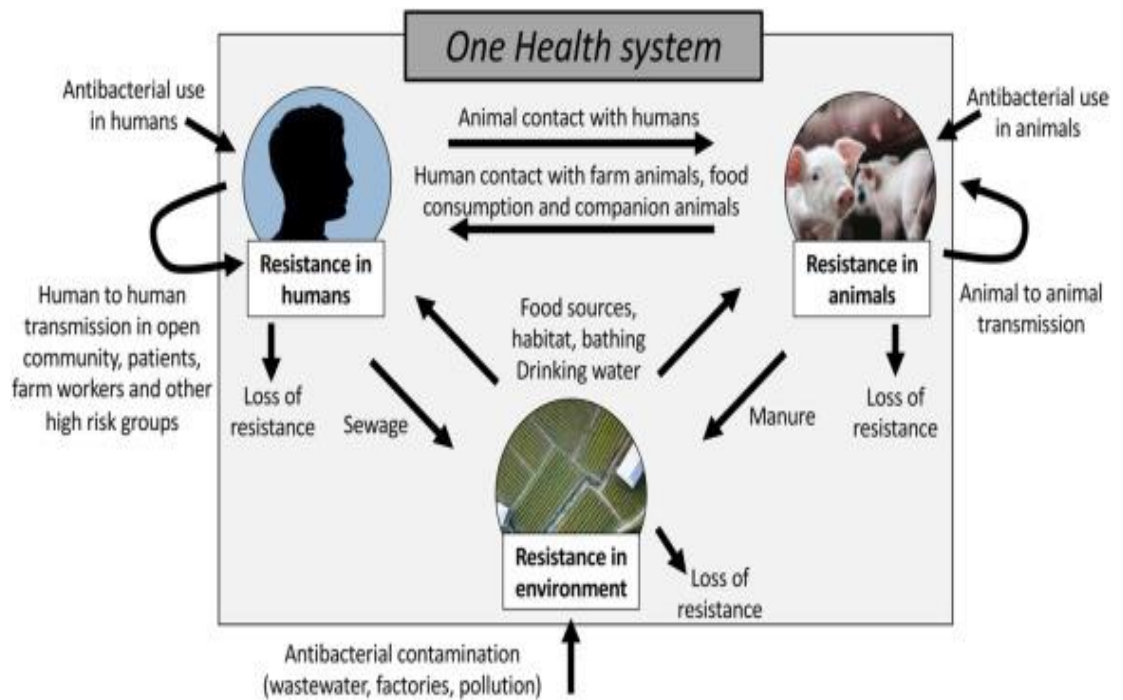 One Health system
Antibacterial use
in humans
Animal contact with humans
Human contact with farm animals, food
consumption and companion animals
Antibacterial use
in animals
Resistance in
humans
Resistance in
animals
Human to human
transmission in open
community, patients,
farm workers and other
high risk groups
Food sources,
habitat, bathing
Drinking water
Animal to animal
transmission
Loss of
resistance
Sewage
Manure
Loss of
resistance
Resistance in
environment
Loss of
resistance
Antibacterial contamination
(wastewater, factories, pollution)